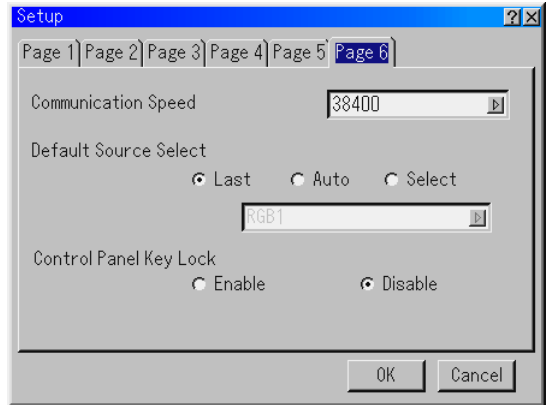 Setup
Page 1 Page 2 Page 3 Page 4 Page 5 Page 6
Communication Speed 38400
Default Source Select
Last Auto Select
RGB1
Control Panel Key Lock
Enable Disable
OK Cancel